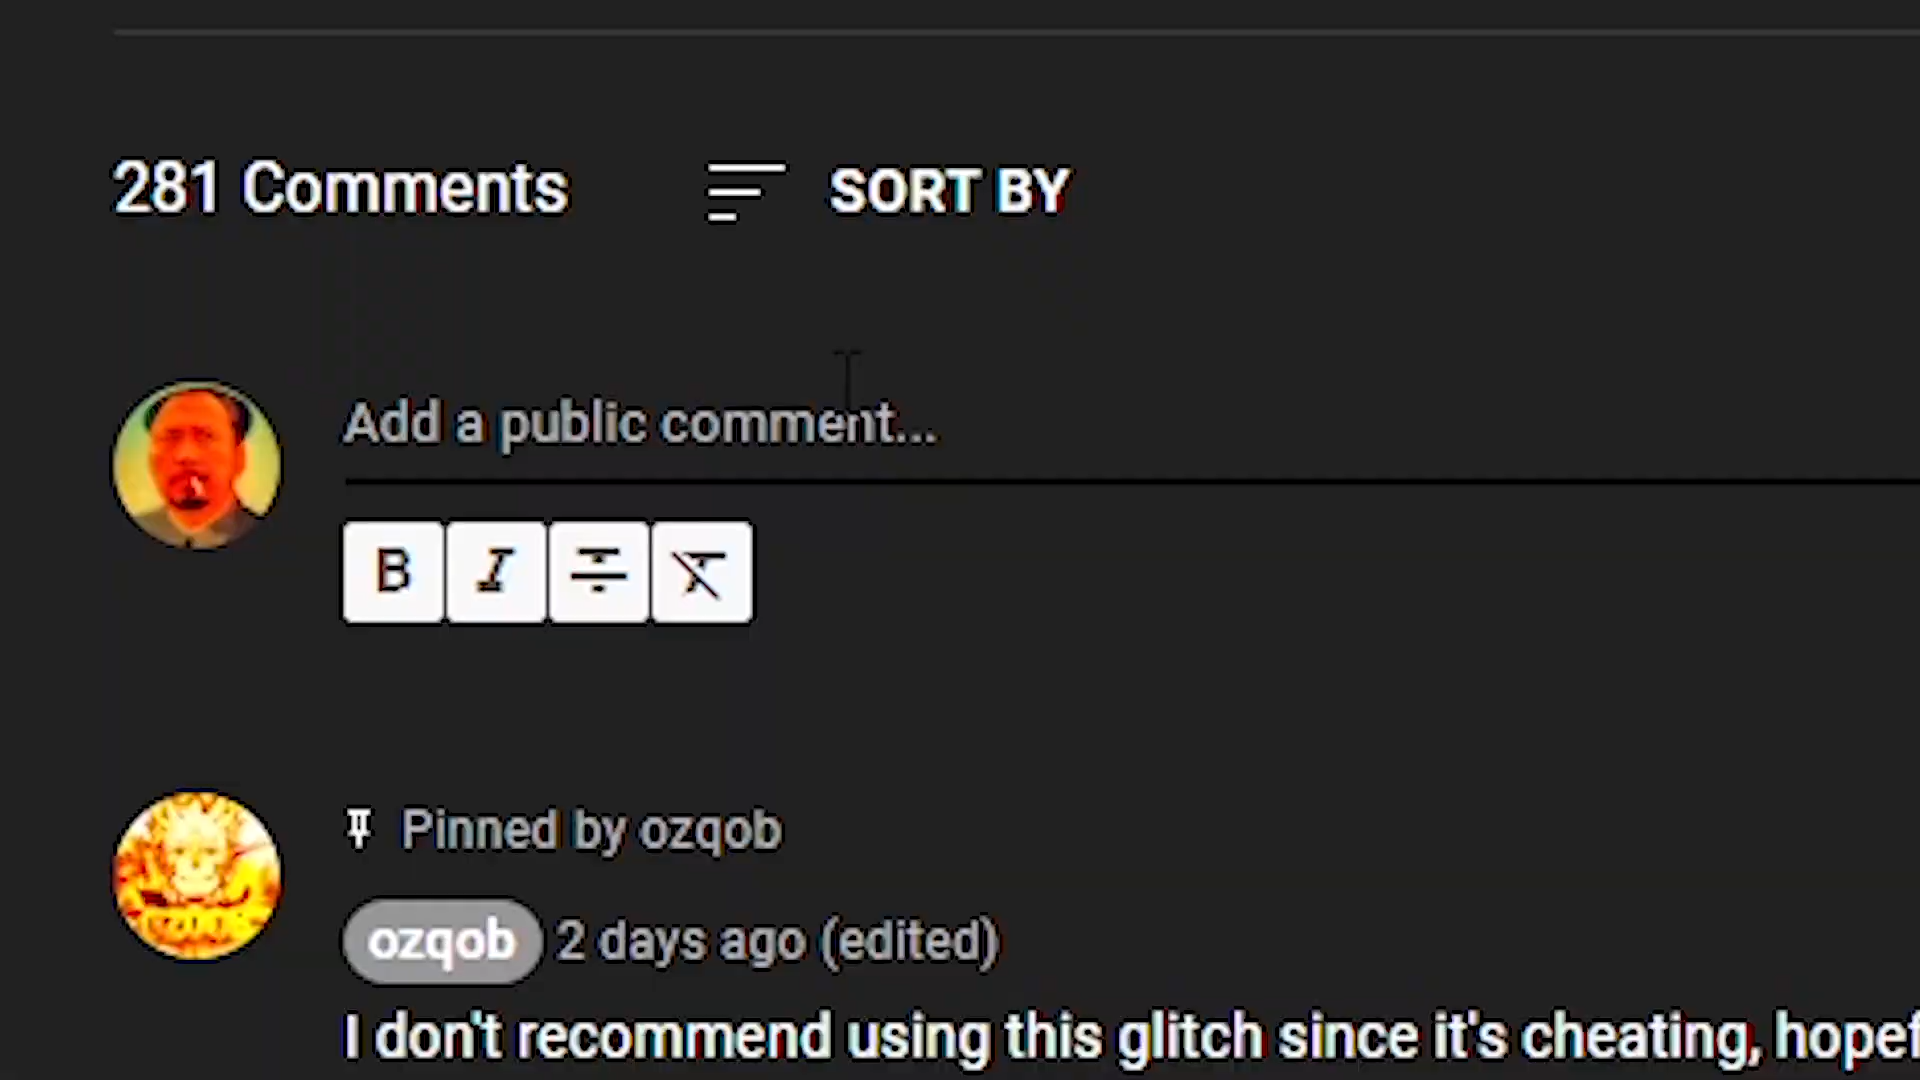 281 Comments
SORT BY
Add a public comment...
B I T T
Pinned by ozqob
ozqob 2 days ago (edited)
I don't recommend using this glitch since it's cheating, hopef